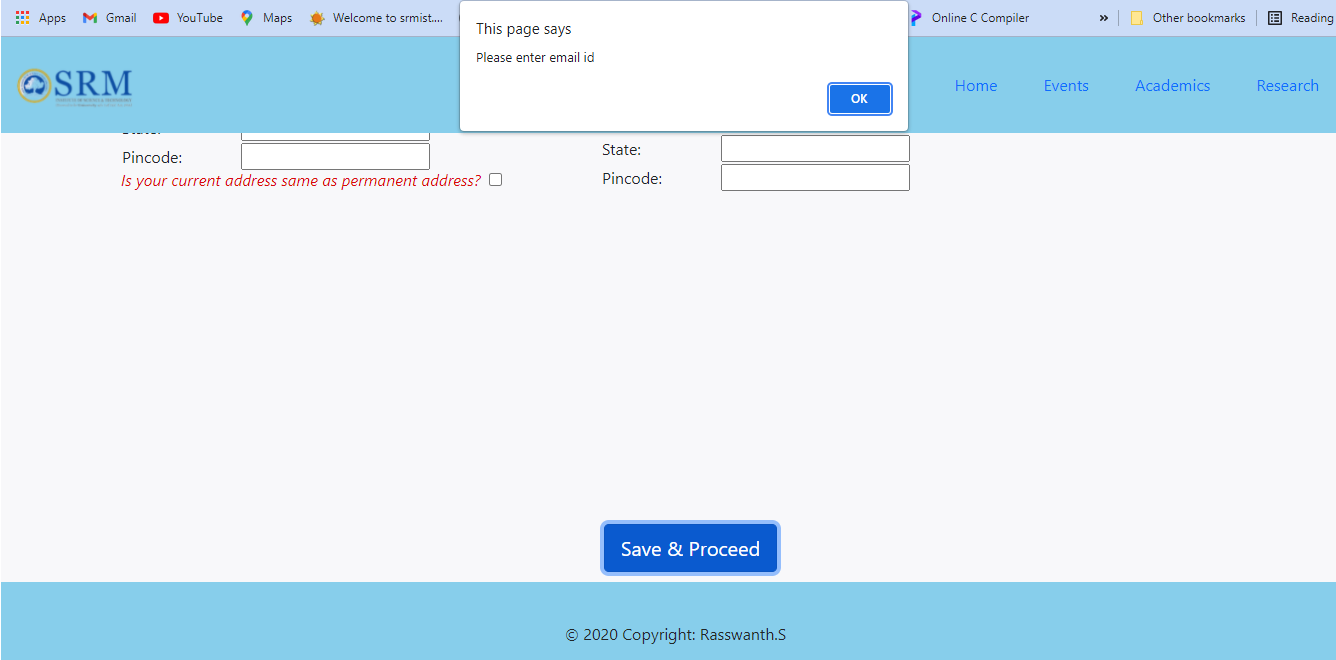 Apps Gmail YouTube Maps Welcome to srmist.... Online C Compiler » Other bookmarks Reading
This page says
Please enter email id
OK
SRM
Home Events Academics Research
Pincode:
Is your current address same as permanent address?
State:
Pincode:
Save & Proceed
© 2020 Copyright: Rasswanth.S